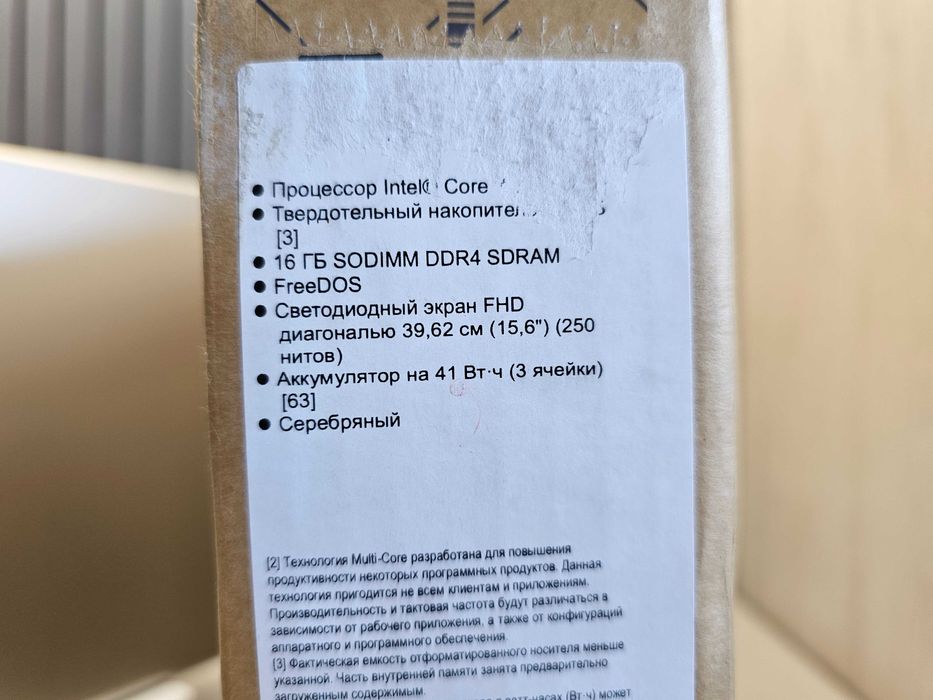 ● Процессор Intel® Core
● Твердотельный
[3]
● 16 ГБ SODIMM DDR4 SDRAM
● FreeDOS
● Светодиодный экран FHD
диагональю 39,62 см (15,6") (250
нитов)
● Аккумулятор на 41 Вт·ч (3 ячейки)
[63]
● Серебряный
[2] Технология Multi-Core разработана для повышения
продуктивности некоторых программных продуктов. Данная
технология пригодится не всем клиентам и приложениям.
Производительность и тактовая частота будут различаться в
зависимости от рабочего приложения, а также от конфигураций
аппаратного и программного обеспечения.
[3] Фактическая емкость отформатированного носителя меньше
указанной. Часть внутренней памяти занята предварительно
загруженным содержимым.
в ватт-часах (Вт·ч) может